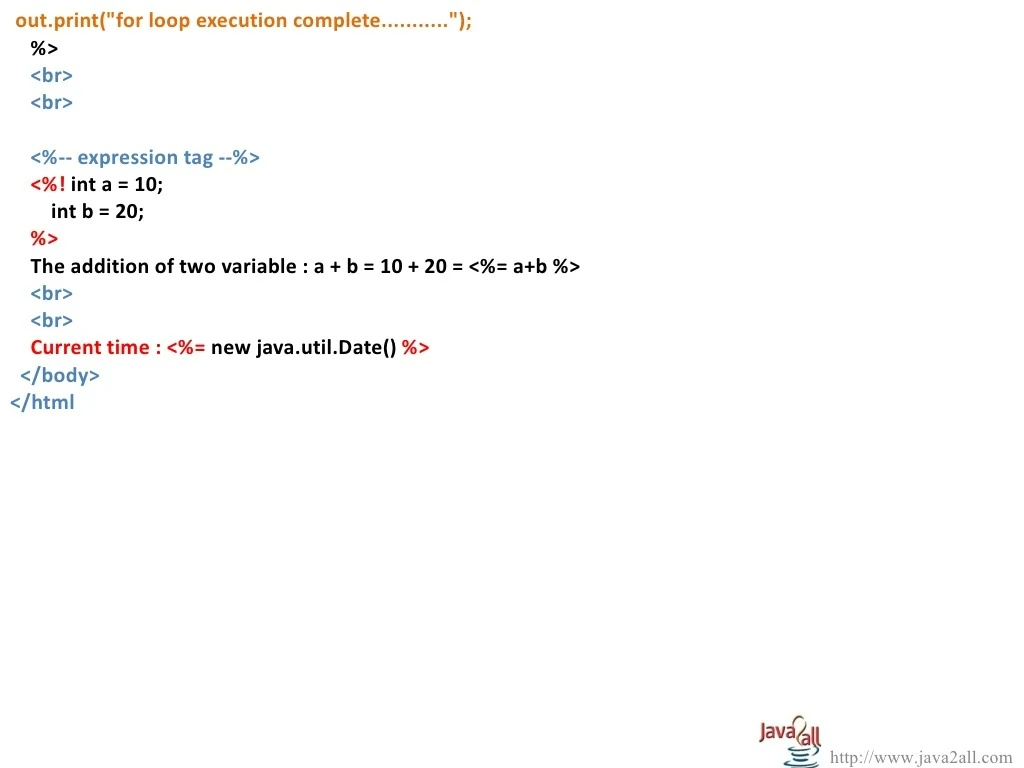 out.print("for loop execution complete...........");
%>
<br>
<br>
<%-- expression tag --%>
<%! int a = 10;
int b = 20;
%>
The addition of two variable : a + b = 10 + 20 = <%= a+b %>
<br>
<br>
Current time : <%= new java.util.Date() %>
</body>
</html
Java2all
http://www.java2all.com